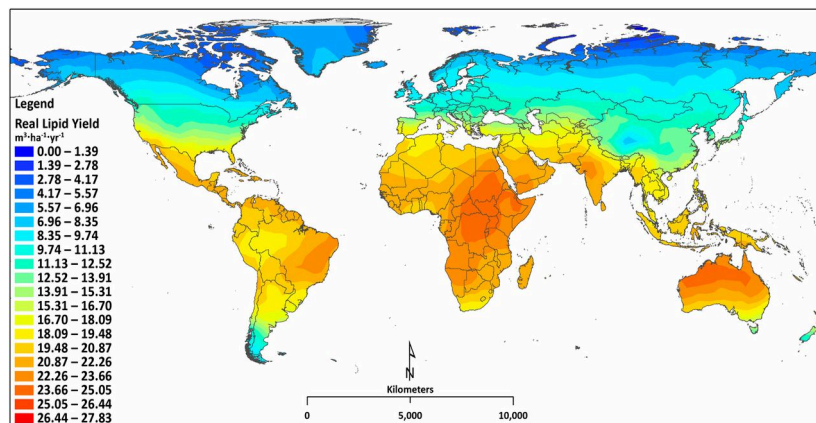 Legend
Real Lipid Yield
m³·ha⁻¹·yr⁻¹
0.00 – 1.39
1.39 – 2.78
2.78 – 4.17
4.17 – 5.57
5.57 – 6.96
6.96 – 8.35
8.35 – 9.74
9.74 – 11.13
11.13 – 12.52
12.52 – 13.91
13.91 – 15.31
15.31 – 16.70
16.70 – 18.09
18.09 – 19.48
19.48 – 20.87
20.87 – 22.26
22.26 – 23.66
23.66 – 25.05
25.05 – 26.44
26.44 – 27.83
N
Kilometers
0 5,000 10,000